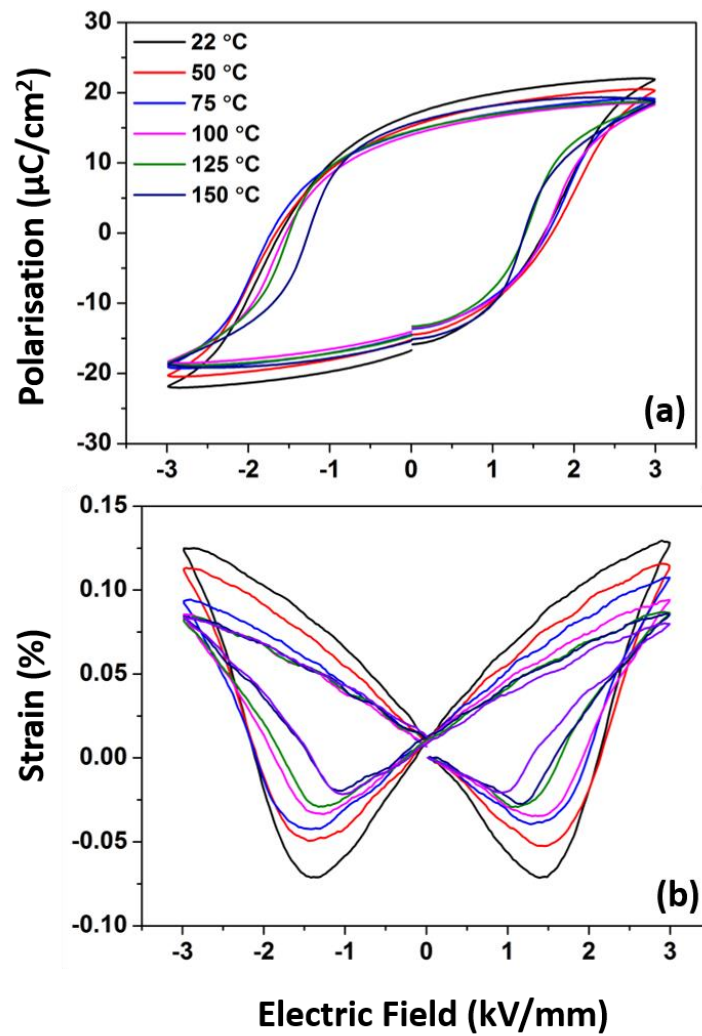 Polarisation (µC/cm²)
30
20
10
0
-10
-20
-30
22 °C
50 °C
75 °C
100 °C
125 °C
150 °C
(a)
-3 -2 -1 0 1 2 3
Strain (%)
0.15
0.10
0.05
0.00
-0.05
-0.10
(b)
-3 -2 -1 0 1 2 3
Electric Field (kV/mm)